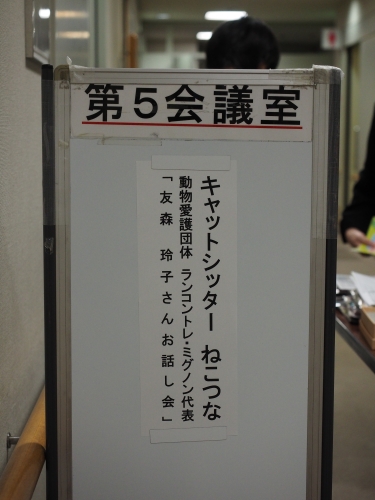 第5会議室
キャットシッター ねこつな
動物愛護団体 ランコントレ・ミグノン代表
「友森 玲子さんお話し会」